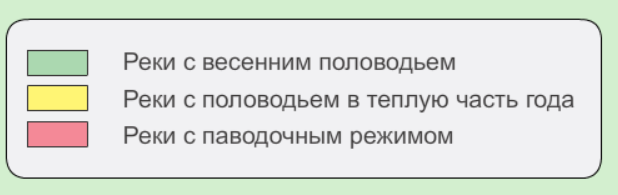 Реки с весенним половодьем
Реки с половодьем в теплую часть года
Реки с паводочным режимом